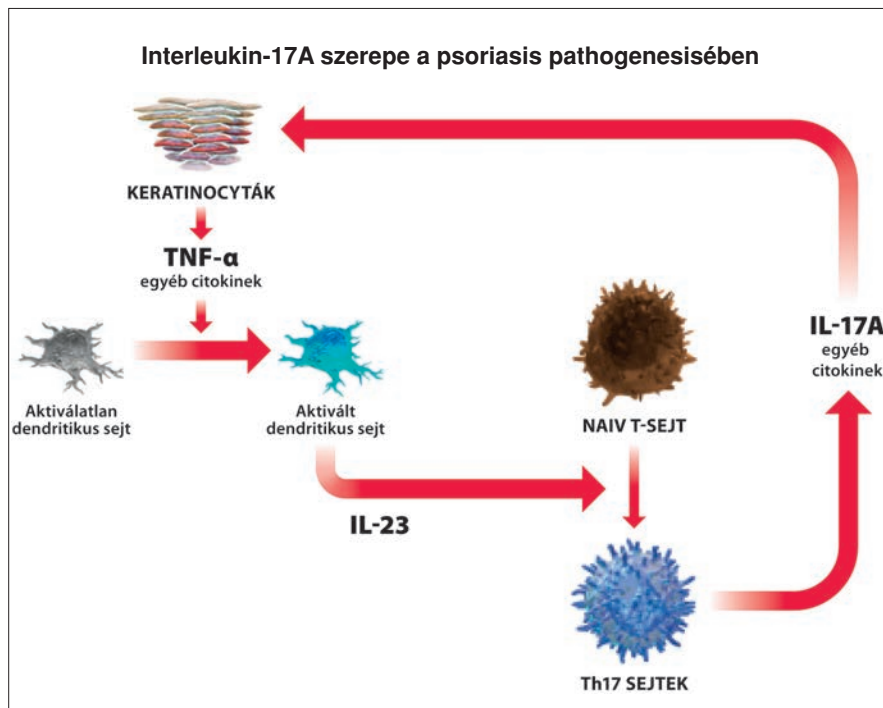 Interleukin-17A szerepe a psoriasis pathogenesisében
KERATINOCYTÁK
TNF-α
egyéb citokinek
Aktiválatlan
dendritikus sejt
Aktivált
dendritikus sejt
IL-23
NAIV T-SEJT
Th17 SEJTEK
IL-17A
egyéb
citokinek